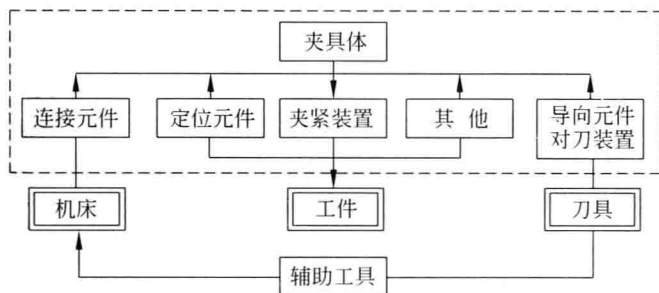 夹具体
连接元件
定位元件
夹紧装置
其 他
导向元件
对刀装置
机床
工件
刀具
辅助工具